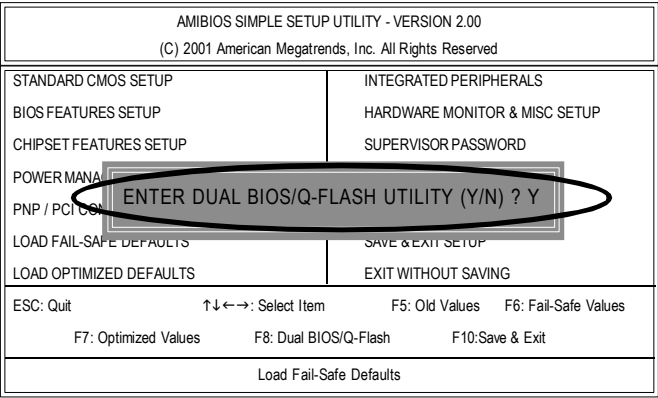 AMIBIOS SIMPLE SETUP UTILITY - VERSION 2.00
(C) 2001 American Megatrends, Inc. All Rights Reserved
STANDARD CMOS SETUP INTEGRATED PERIPHERALS
BIOS FEATURES SETUP HARDWARE MONITOR & MISC SETUP
CHIPSET FEATURES SETUP SUPERVISOR PASSWORD
POWER
ENTER DUAL BIOS/Q-FLASH UTILITY (Y/N) ? Y
PNP / PCI
LOAD FAIL-SAFE DEFAULTS SAVE & EXIT SETUP
LOAD OPTIMIZED DEFAULTS EXIT WITHOUT SAVING
ESC: Quit ↑↓←→: Select Item F5: Old Values F6: Fail-Safe Values
F7: Optimized Values F8: Dual BIOS/Q-Flash F10:Save & Exit
Load Fail-Safe Defaults